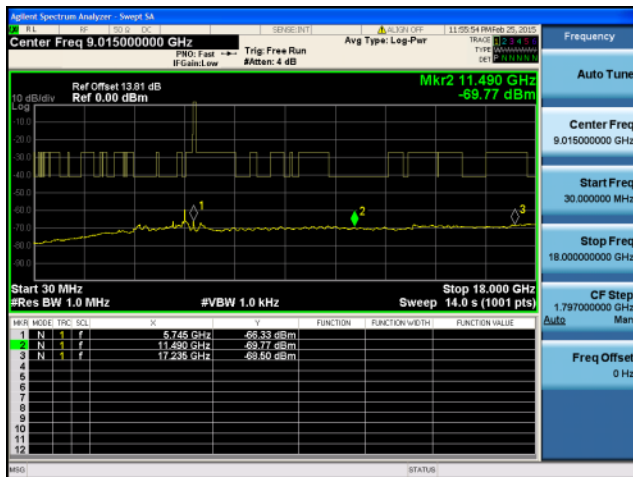 Agilent Spectrum Analyzer - Swept SA
RL RF 50 Ω DC SENSE:INT ALIGN OFF 11:55:54 PM Feb 25, 2015
Center Freq 9.015000000 GHz
PNO: Fast
IFGain:Low
Trig: Free Run
#Atten: 4 dB
Avg Type: Log-Pwr
TRACE 1 2 3 4 5 6
TYPE
DET P N N N N N
Ref Offset 13.81 dB
10 dB/div Ref 0.00 dBm
Log
Mkr2 11.490 GHz
-69.77 dBm
-10.0
-20.0
-30.0
-40.0
-50.0
-60.0
-70.0
-80.0
-90.0
1
2
3
Start 30 MHz
#Res BW 1.0 MHz
#VBW 1.0 kHz
Stop 18.000 GHz
Sweep 14.0 s (1001 pts)
MKR MODE TRC SCL X Y FUNCTION FUNCTION WIDTH FUNCTION VALUE
1 N 1 f 5.745 GHz -66.33 dBm
2 N 1 f 11.490 GHz -69.77 dBm
3 N 1 f 17.235 GHz -68.50 dBm
4
5
6
7
8
9
10
11
12
MSG STATUS
Frequency
Auto Tune
Center Freq
9.015000000 GHz
Start Freq
30.000000 MHz
Stop Freq
18.000000000 GHz
CF Step
1.797000000 GHz
Auto Man
Freq Offset
0 Hz